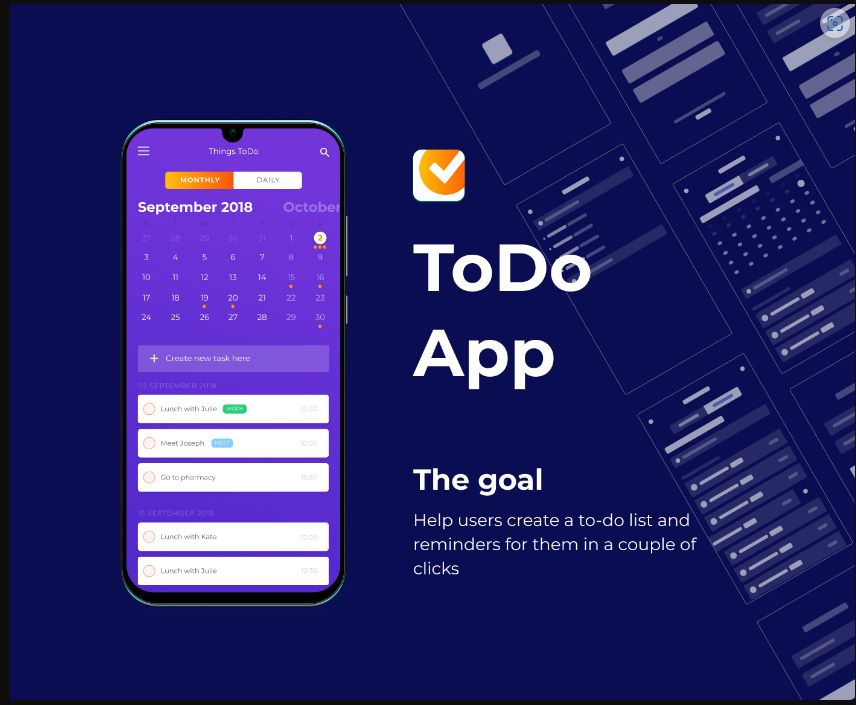 Things ToDo
MONTHLY DAILY
September 2018 October
27 28 29 30 31 1 2
3 4 5 6 7 8 9
10 11 12 13 14 15 16
17 18 19 20 21 22 23
24 25 26 27 28 29 30
+ Create new task here
02 SEPTEMBER 2018
Lunch with Julie WORK 12:30
Meet Joseph MEET 16:00
Go to pharmacy 16:30
15 SEPTEMBER 2018
Lunch with Kate 10:00
Lunch with Julie 12:30
ToDo
App
The goal
Help users create a to-do list and
reminders for them in a couple of
clicks